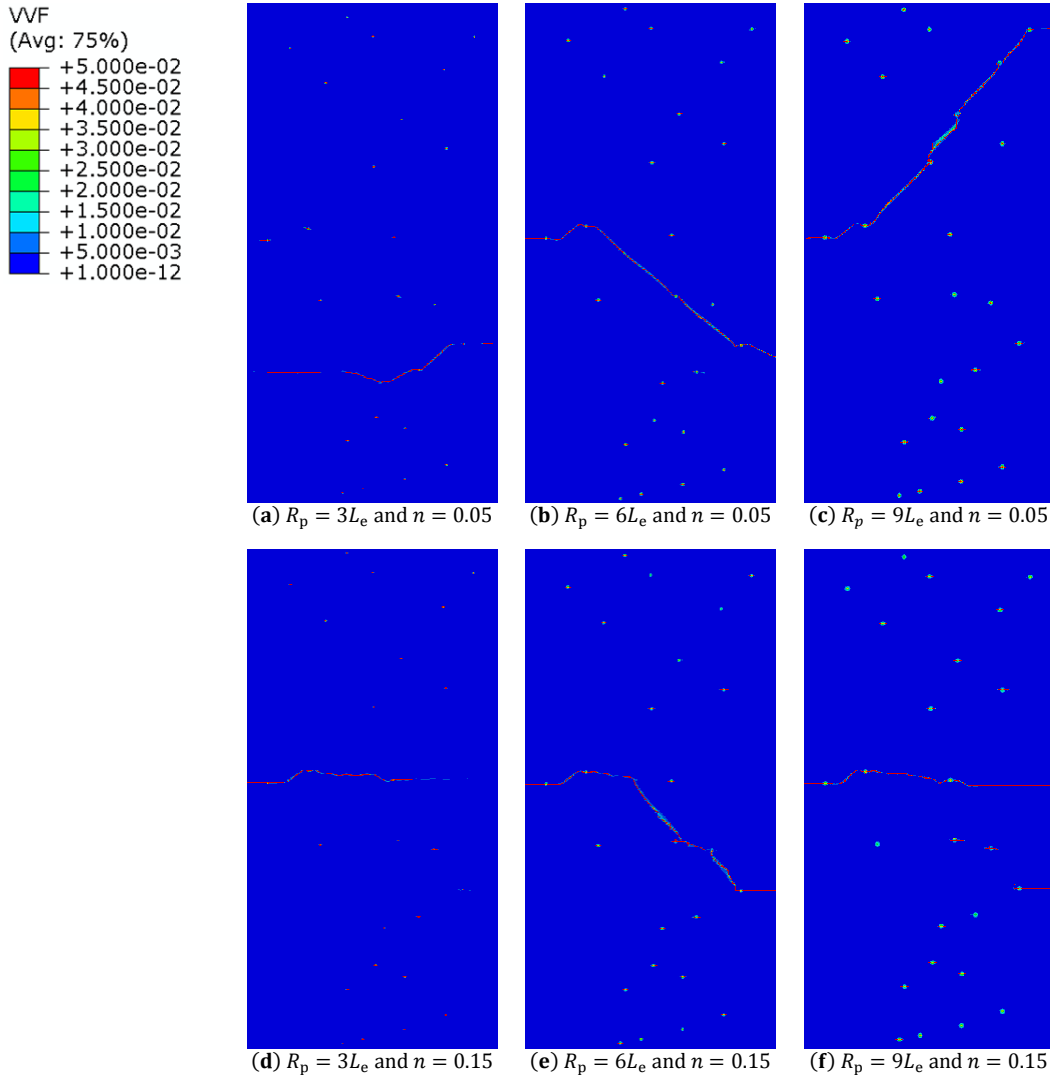 VVF
(Avg: 75%)
+5.000e-02
+4.500e-02
+4.000e-02
+3.500e-02
+3.000e-02
+2.500e-02
+2.000e-02
+1.500e-02
+1.000e-02
+5.000e-03
+1.000e-12
(a) Rp = 3Le and n = 0.05
(b) Rp = 6Le and n = 0.05
(c) Rp = 9Le and n = 0.05
(d) Rp = 3Le and n = 0.15
(e) Rp = 6Le and n = 0.15
(f) Rp = 9Le and n = 0.15